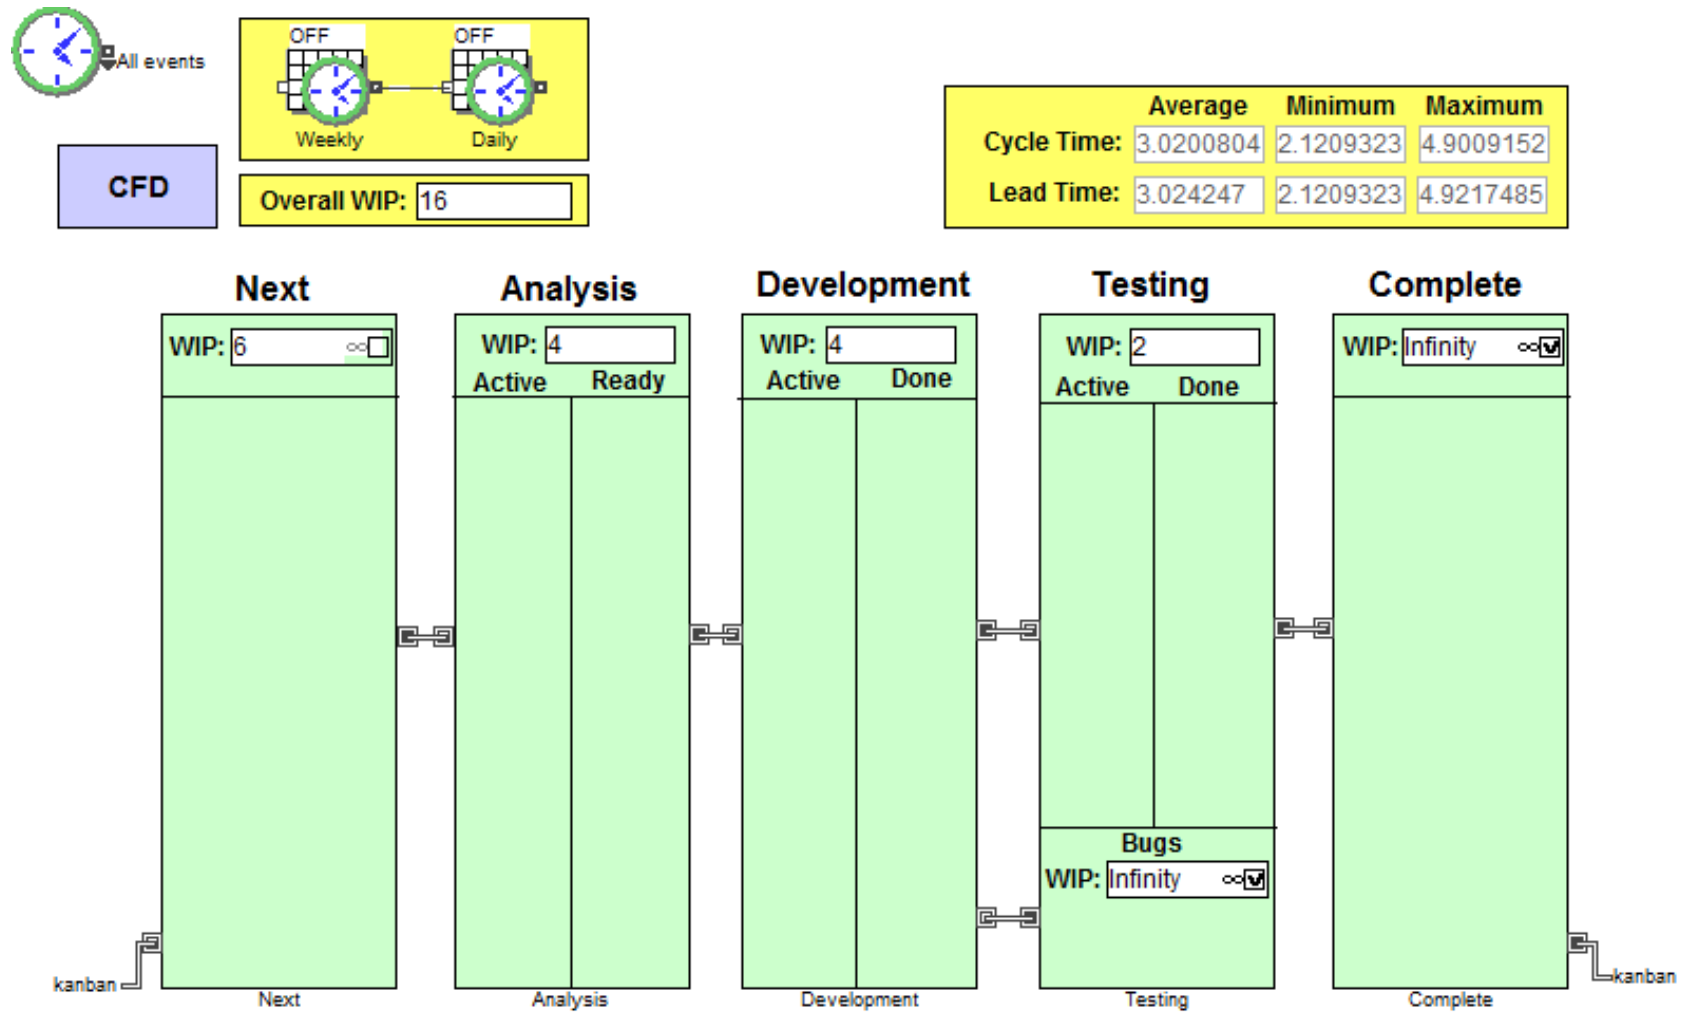 All events
OFF OFF
Weekly Daily
CFD
Overall WIP: 16
Average Minimum Maximum
Cycle Time: 3.0200804 2.1209323 4.9009152
Lead Time: 3.024247 2.1209323 4.9217485
Next Analysis Development Testing Complete
WIP: 6 ∞ WIP: 4 WIP: 4 WIP: 2 WIP: Infinity ∞
Active Ready Active Done Active Done
Bugs
WIP: Infinity ∞
kanban kanban
Next Analysis Development Testing Complete